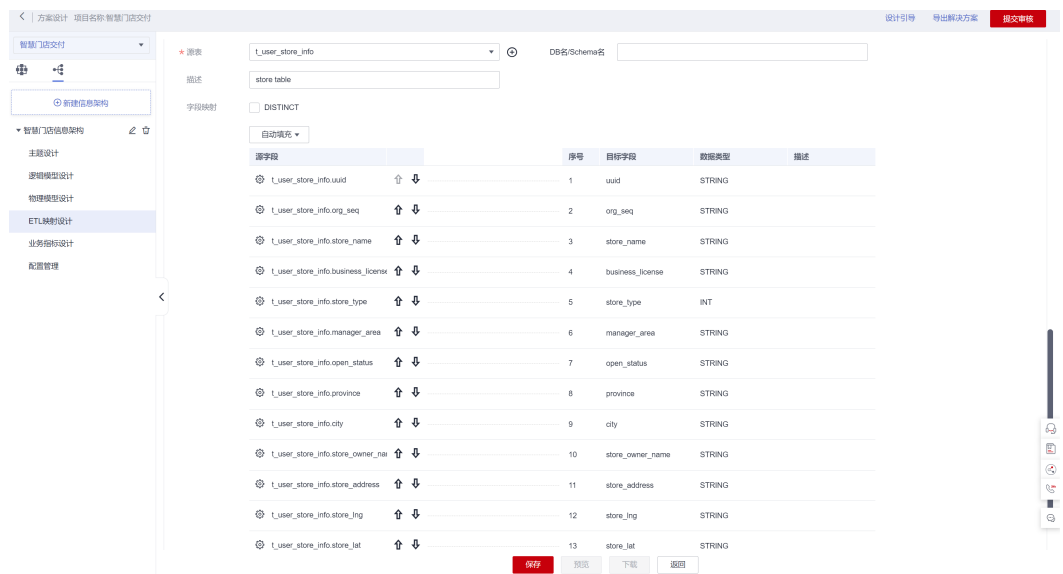 方案设计 项目名称:智慧门店交付 设计引导 导出解决方案 提交审核
智慧门店交付
新建信息架构
智慧门店信息架构
主题设计
逻辑模型设计
物理模型设计
ETL映射设计
业务指标设计
配置管理
* 源表 t_user_store_info DB名/Schema名
描述 store table
字段映射 DISTINCT
自动填充
源字段 序号 目标字段 数据类型 描述
t_user_store_info.uuid 1 uuid STRING
t_user_store_info.org_seq 2 org_seq STRING
t_user_store_info.store_name 3 store_name STRING
t_user_store_info.business_license 4 business_license STRING
t_user_store_info.store_type 5 store_type INT
t_user_store_info.manager_area 6 manager_area STRING
t_user_store_info.open_status 7 open_status STRING
t_user_store_info.province 8 province STRING
t_user_store_info.city 9 city STRING
t_user_store_info.store_owner_nai 10 store_owner_name STRING
t_user_store_info.store_address 11 store_address STRING
t_user_store_info.store_lng 12 store_lng STRING
t_user_store_info.store_lat 13 store_lat STRING
保存 预览 下载 返回